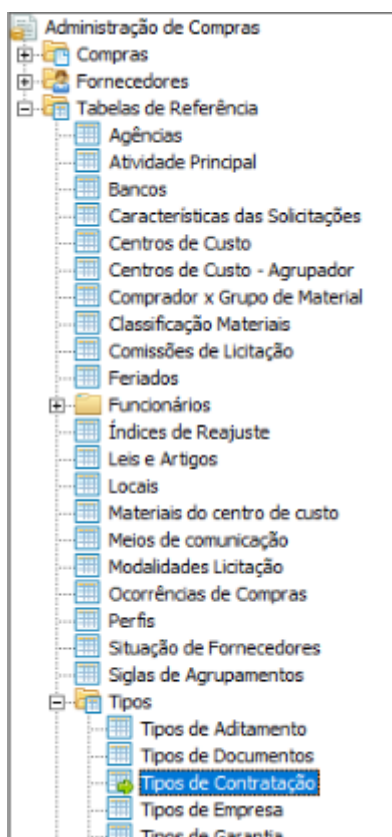 Administração de Compras
Compras
Fornecedores
Tabelas de Referência
Agências
Atividade Principal
Bancos
Características das Solicitações
Centros de Custo
Centros de Custo - Agrupador
Comprador x Grupo de Material
Classificação Materiais
Comissões de Licitação
Feriados
Funcionários
Índices de Reajuste
Leis e Artigos
Locais
Materiais do centro de custo
Meios de comunicação
Modalidades Licitação
Ocorrências de Compras
Perfis
Situação de Fornecedores
Siglas de Agrupamentos
Tipos
Tipos de Aditamento
Tipos de Documentos
Tipos de Contratação
Tipos de Empresa
Tipos de Garantia